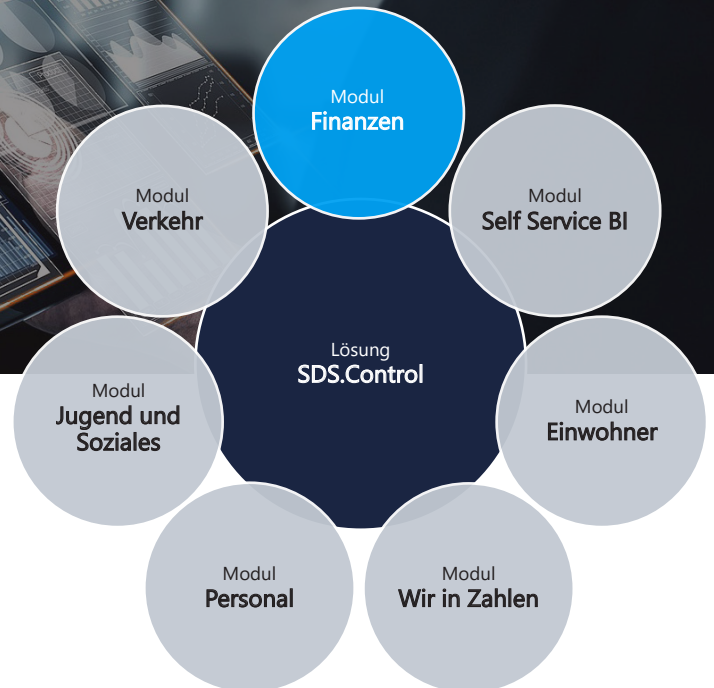 Modul
Finanzen
Modul
Self Service BI
Modul
Verkehr
Lösung
SDS.Control
Modul
Jugend und
Soziales
Modul
Einwohner
Modul
Personal
Modul
Wir in Zahlen